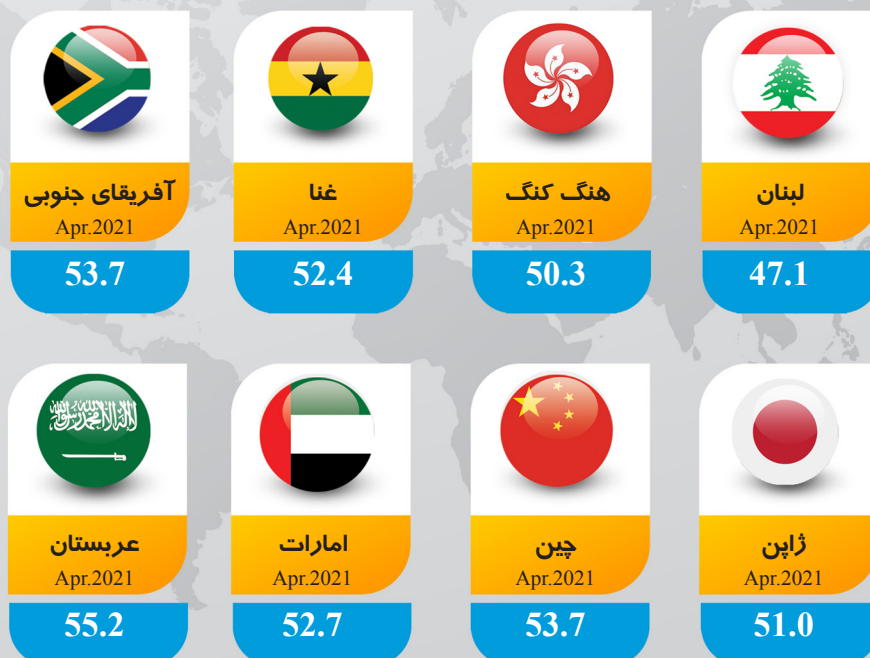 لبنان
Apr.2021
47.1
هنگ کنگ
Apr.2021
50.3
غنا
Apr.2021
52.4
آفریقای جنوبی
Apr.2021
53.7
ژاپن
Apr.2021
51.0
چین
Apr.2021
53.7
امارات
Apr.2021
52.7
عربستان
Apr.2021
55.2